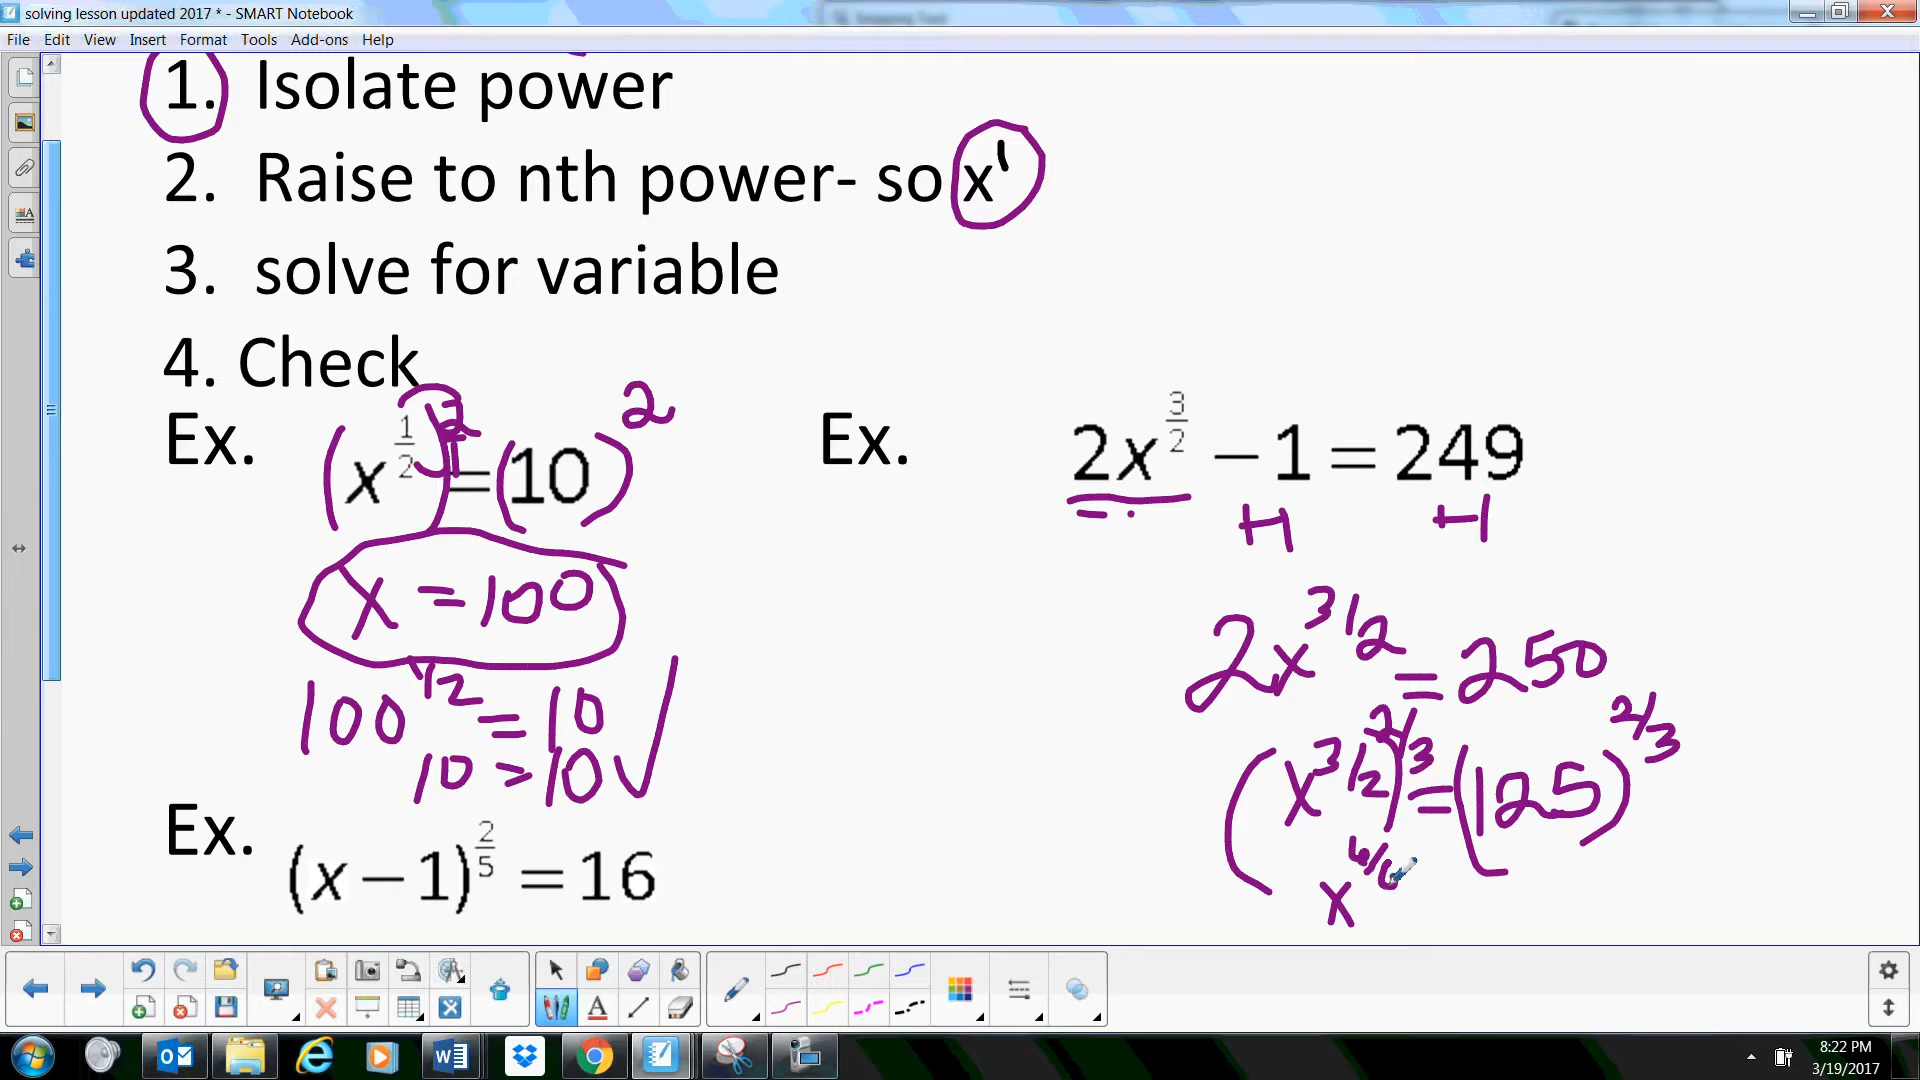 solving lesson updated 2017 * - SMART Notebook
File Edit View Insert Format Tools Add-ons Help
1. Isolate power
2. Raise to nth power- so x¹
3. solve for variable
4. Check
Ex. (x^(1/2))^(2/1) = (10)^2
x = 100
100^(1/2) = 10
10 = 10 ✓
Ex. 2x^(3/2) − 1 = 249
+1 +1
2x^(3/2) = 250
(x^(3/2))^(2/3) = (125)^(2/3)
x^(6/6)
Ex. (x − 1)^(2/5) = 16
8:22 PM
3/19/2017